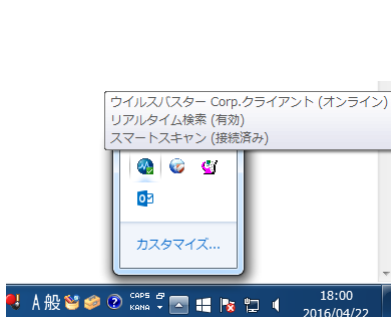 ウイルスバスター Corp.クライアント (オンライン)
リアルタイム検索 (有効)
スマートスキャン (接続済み)
カスタマイズ...
A 般
CAPS
KANA
18:00
2016/04/22